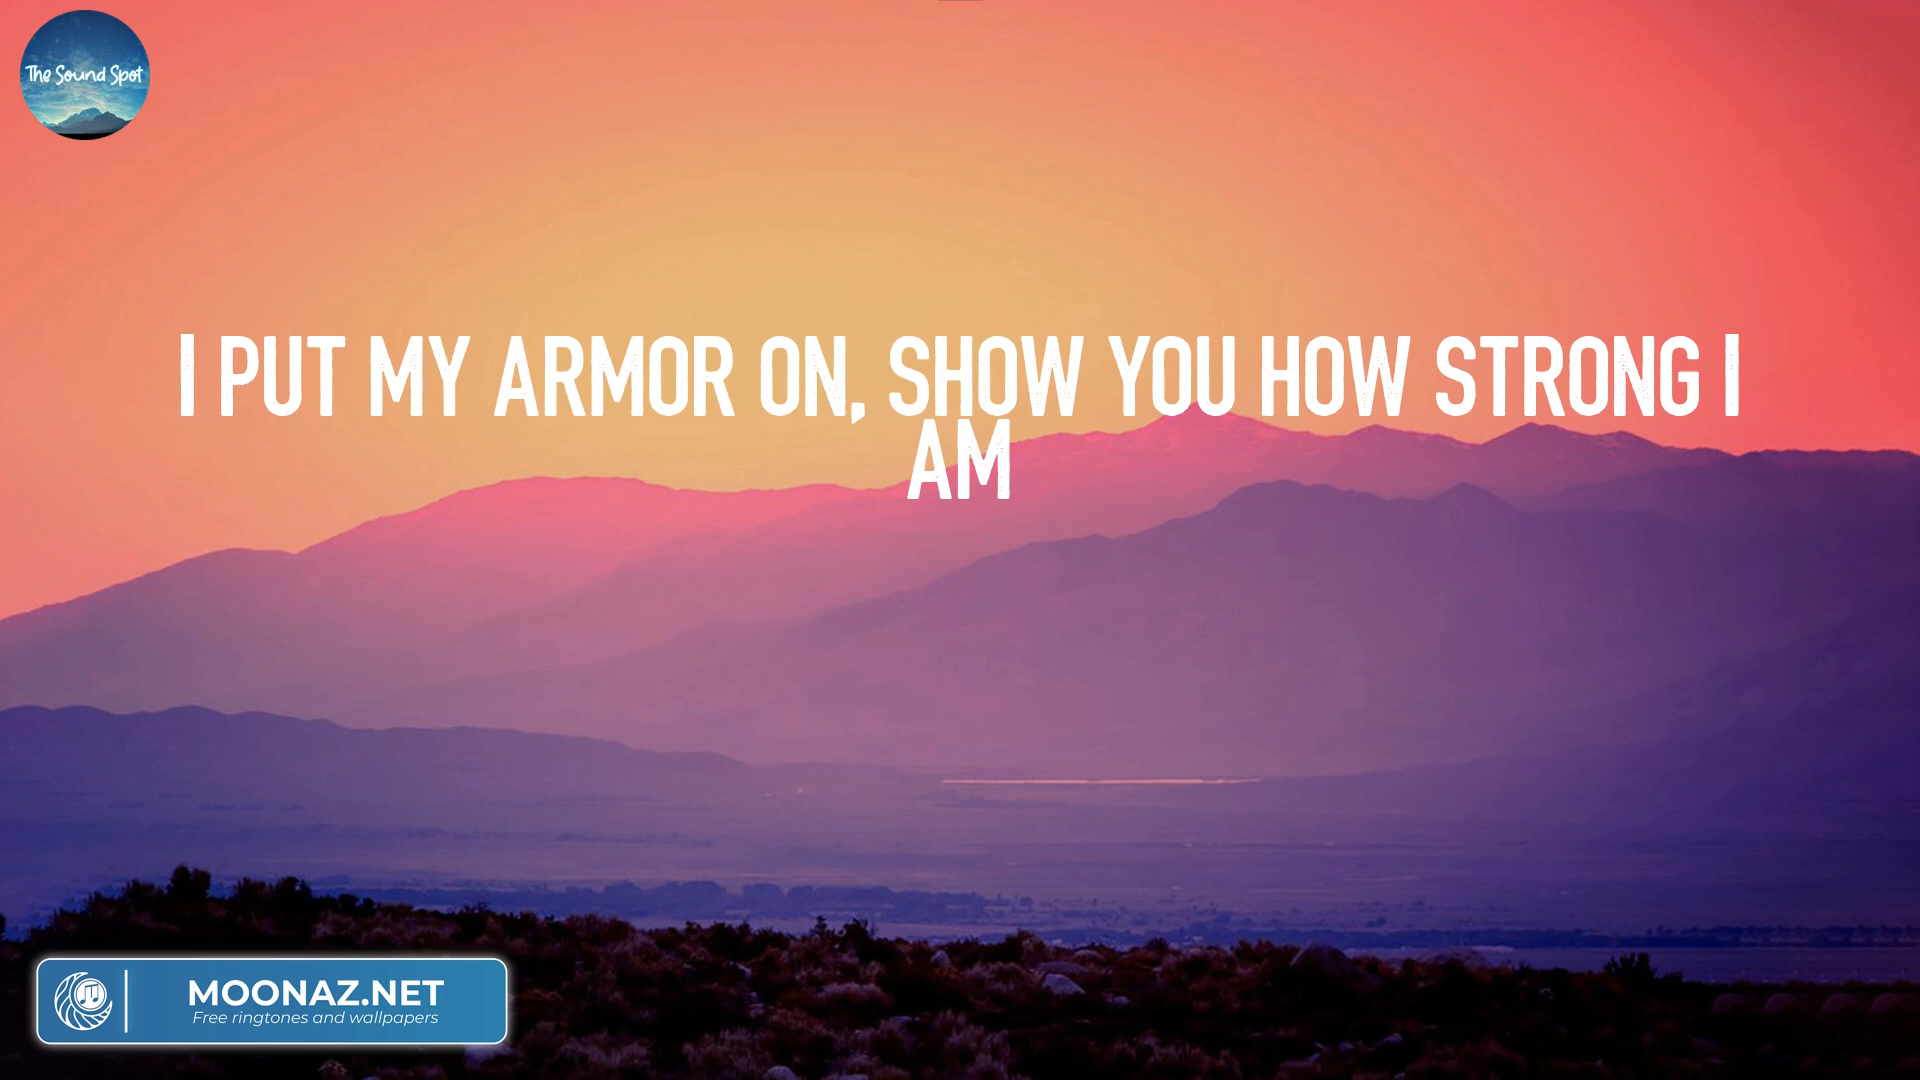 The Sound Spot
I PUT MY ARMOR ON, SHOW YOU HOW STRONG I
AM
MOONAZ.NET
Free ringtones and wallpapers